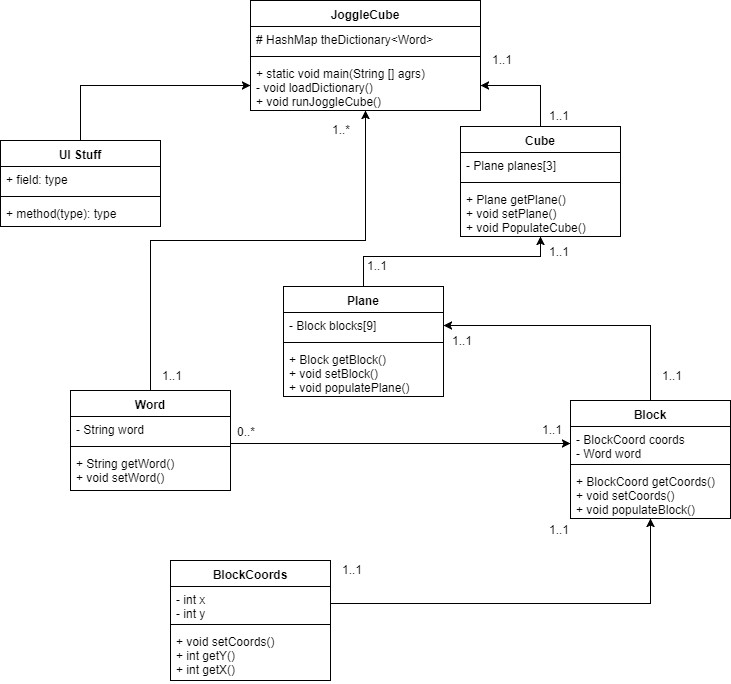 JoggleCube
# HashMap theDictionary<Word>
+ static void main(String [] agrs)
- void loadDictionary()
+ void runJoggleCube()
1..1
1..*
1..1
UI Stuff
+ field: type
+ method(type): type
Cube
- Plane planes[3]
+ Plane getPlane()
+ void setPlane()
+ void PopulateCube()
1..1
1..1
Plane
- Block blocks[9]
+ Block getBlock()
+ void setBlock()
+ void populatePlane()
1..1
1..1
1..1
Word
- String word
+ String getWord()
+ void setWord()
0..*
1..1
Block
- BlockCoord coords
- Word word
+ BlockCoord getCoords()
+ void setCoords()
+ void populateBlock()
1..1
1..1
BlockCoords
- int x
- int y
+ void setCoords()
+ int getY()
+ int getX()